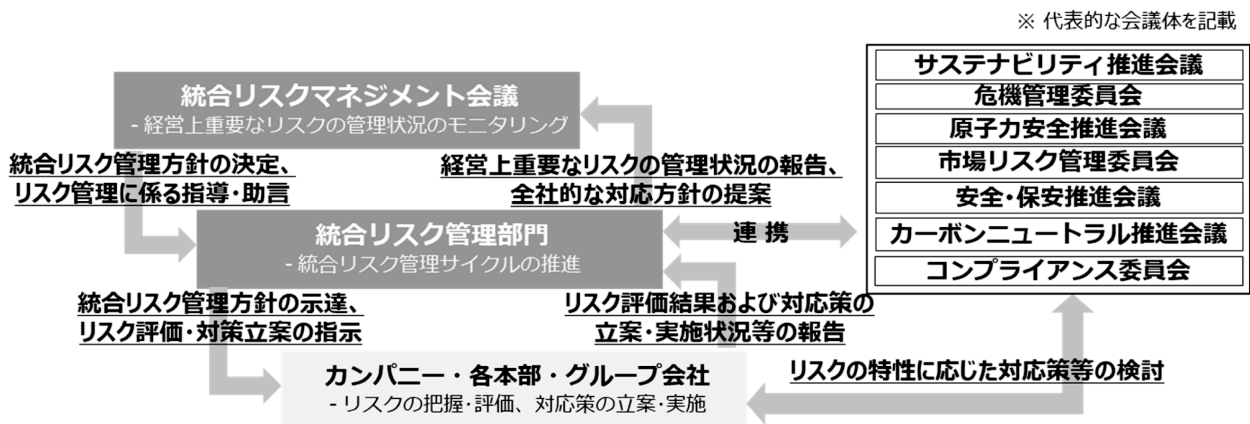 ※ 代表的な会議体を記載
サステナビリティ推進会議
危機管理委員会
原子力安全推進会議
市場リスク管理委員会
安全・保安推進会議
カーボンニュートラル推進会議
コンプライアンス委員会
統合リスクマネジメント会議
- 経営上重要なリスクの管理状況のモニタリング
統合リスク管理方針の決定、
リスク管理に係る指導・助言
経営上重要なリスクの管理状況の報告、
全社的な対応方針の提案
統合リスク管理部門
- 統合リスク管理サイクルの推進
連 携
統合リスク管理方針の示達、
リスク評価・対策立案の指示
リスク評価結果および対応策の
立案・実施状況等の報告
カンパニー・各本部・グループ会社
- リスクの把握・評価、対応策の立案・実施
リスクの特性に応じた対応策等の検討